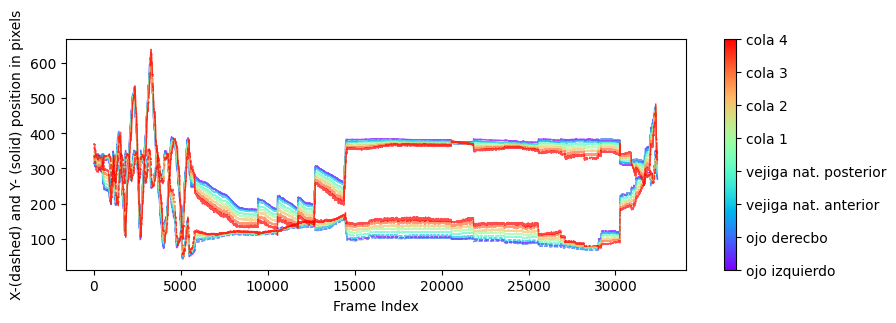 X-(dashed) and Y- (solid) position in pixels
600
500
400
300
200
100
0
5000
10000
15000
20000
25000
30000
Frame Index
cola 4
cola 3
cola 2
cola 1
vejiga nat. posterior
vejiga nat. anterior
ojo derecbo
ojo izquierdo